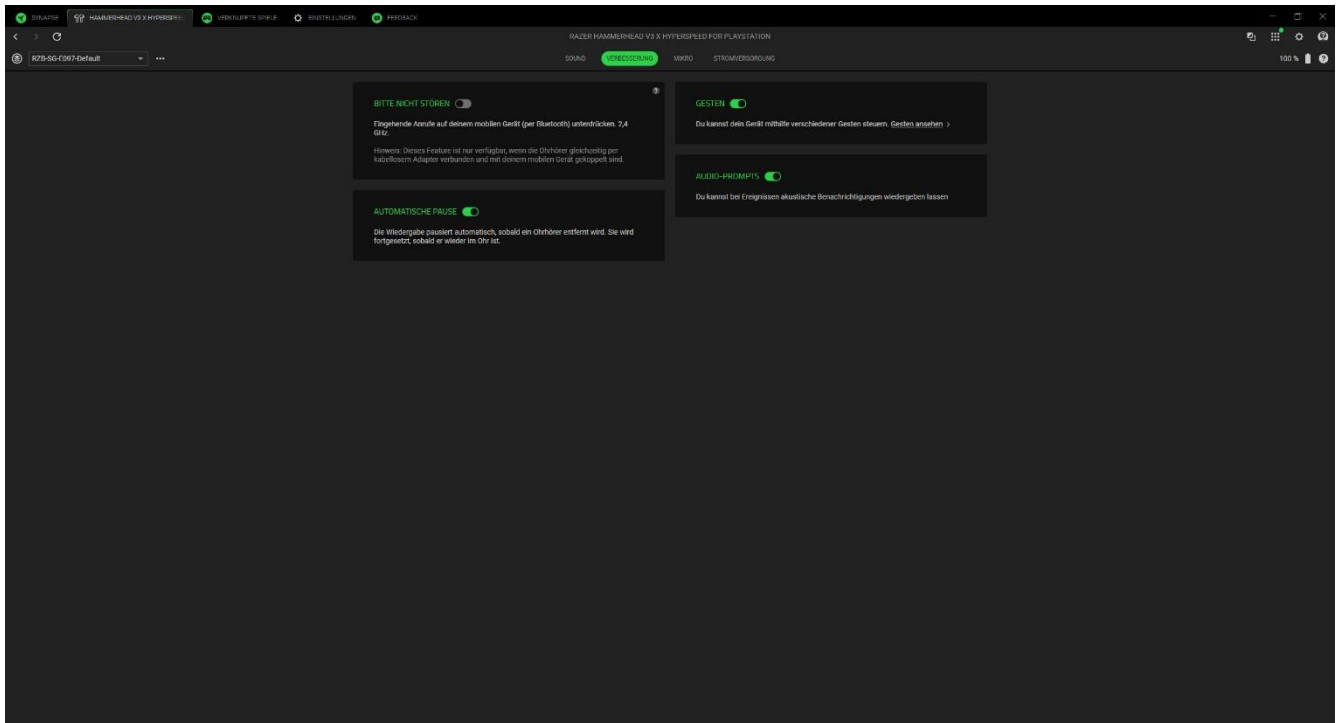 SYNAPSE
HAMMERHEAD V3 X HYPERSPEE
VERKNÜPFTE SPIELE
EINSTELLUNGEN
FEEDBACK
RAZER HAMMERHEAD V3 X HYPERSPEED FOR PLAYSTATION
RZB-SG-E097-Default
SOUND
VERBESSERUNG
MIKRO
STROMVERSORGUNG
100 %
BITTE NICHT STÖREN
Eingehende Anrufe auf deinem mobilen Gerät (per Bluetooth) unterdrücken. 2,4
GHz.
Hinweis: Dieses Feature ist nur verfügbar, wenn die Ohrhörer gleichzeitig per
kabellosem Adapter verbunden und mit deinem mobilen Gerät gekoppelt sind.
AUTOMATISCHE PAUSE
Die Wiedergabe pausiert automatisch, sobald ein Ohrhörer entfernt wird. Sie wird
fortgesetzt, sobald er wieder im Ohr ist.
GESTEN
Du kannst dein Gerät mithilfe verschiedener Gesten steuern. Gesten ansehen >
AUDIO-PROMPTS
Du kannst bei Ereignissen akustische Benachrichtigungen wiedergeben lassen